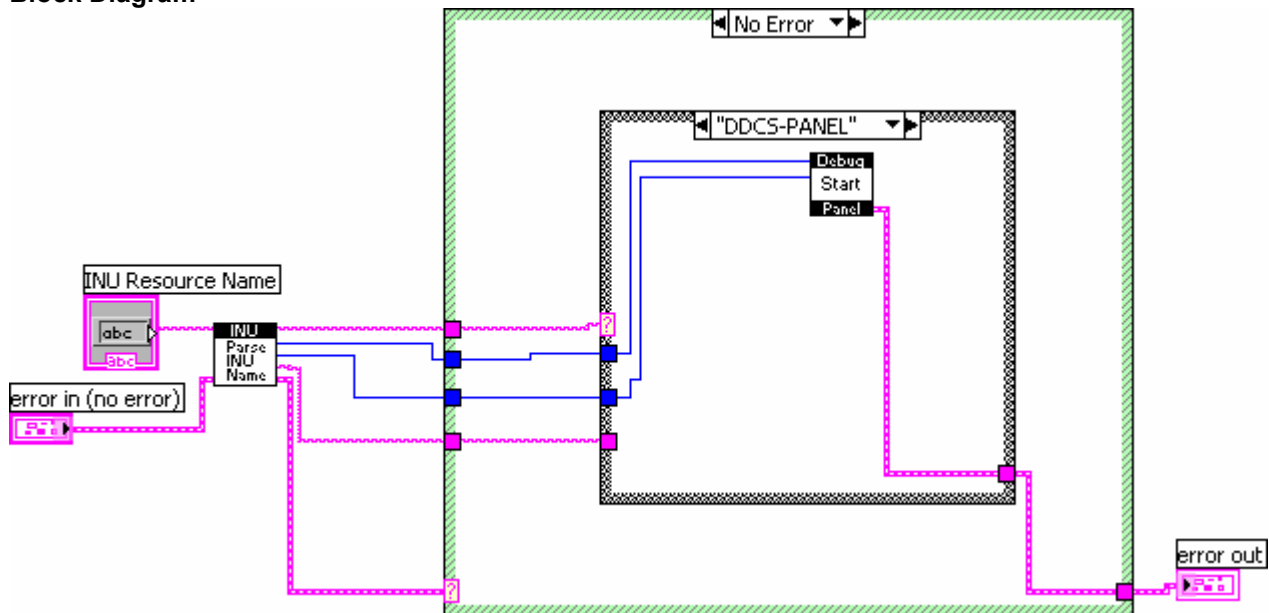 Block Diagram
No Error
"DDCS-PANEL"
Debug
Start
Panel
INU Resource Name
abc
abc
INU
Parse
INU
Name
error in (no error)
?
?
error out